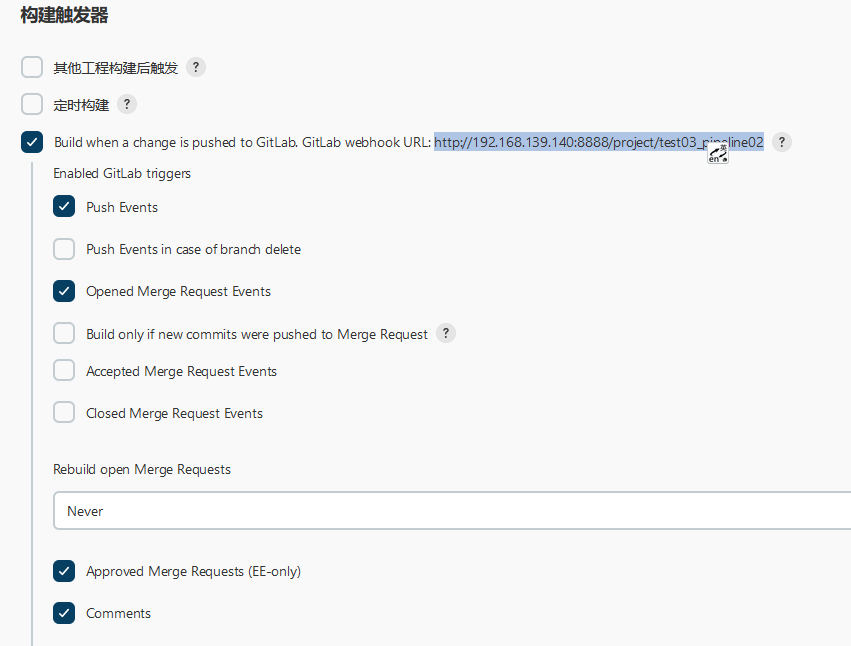 构建触发器
其他工程构建后触发 ?
定时构建 ?
Build when a change is pushed to GitLab. GitLab webhook URL: http://192.168.139.140:8888/project/test03_pipeline02 ?
Enabled GitLab triggers
Push Events
Push Events in case of branch delete
Opened Merge Request Events
Build only if new commits were pushed to Merge Request ?
Accepted Merge Request Events
Closed Merge Request Events
Rebuild open Merge Requests
Never
Approved Merge Requests (EE-only)
Comments